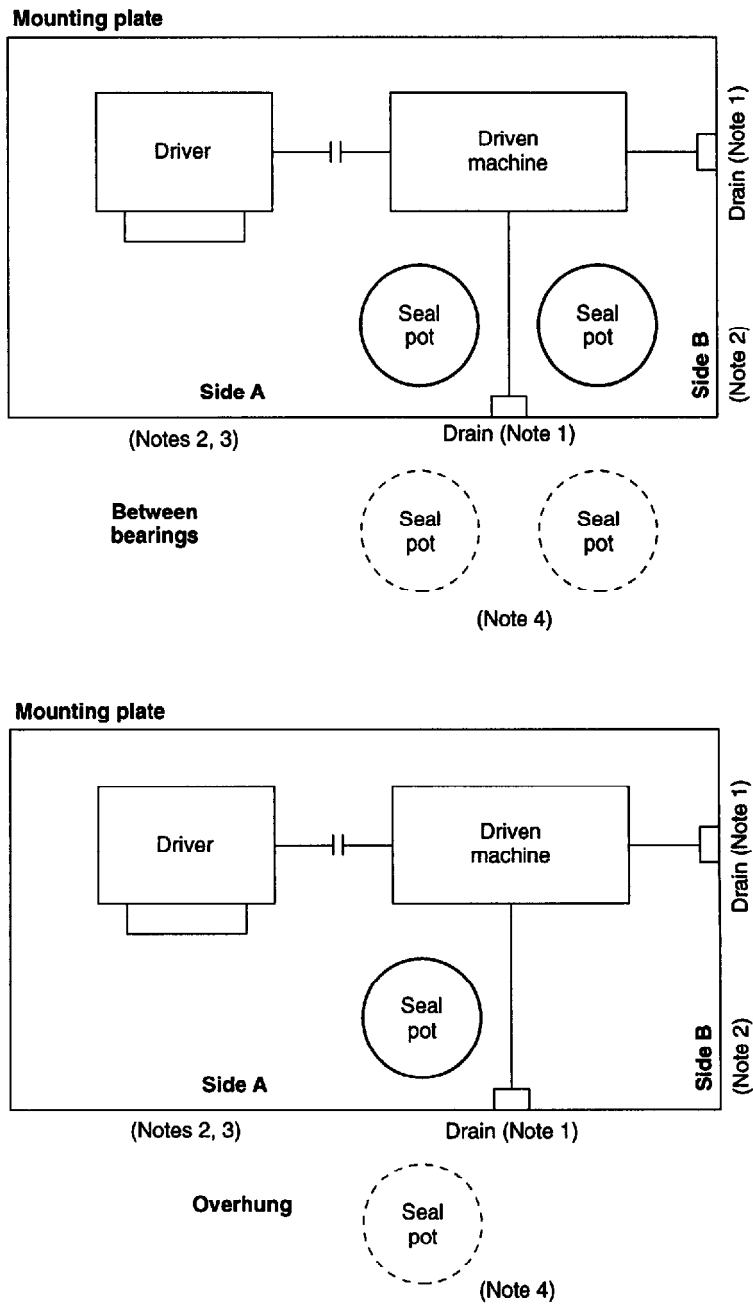 Mounting plate
Driver
Driven
machine
Drain (Note 1)
Seal
pot
Seal
pot
Side A
Side B
(Note 2)
(Notes 2, 3)
Drain (Note 1)
Between
bearings
Seal
pot
Seal
pot
(Note 4)
Mounting plate
Driver
Driven
machine
Drain (Note 1)
Seal
pot
Side A
Side B
(Note 2)
(Notes 2, 3)
Drain (Note 1)
Overhung
Seal
pot
(Note 4)